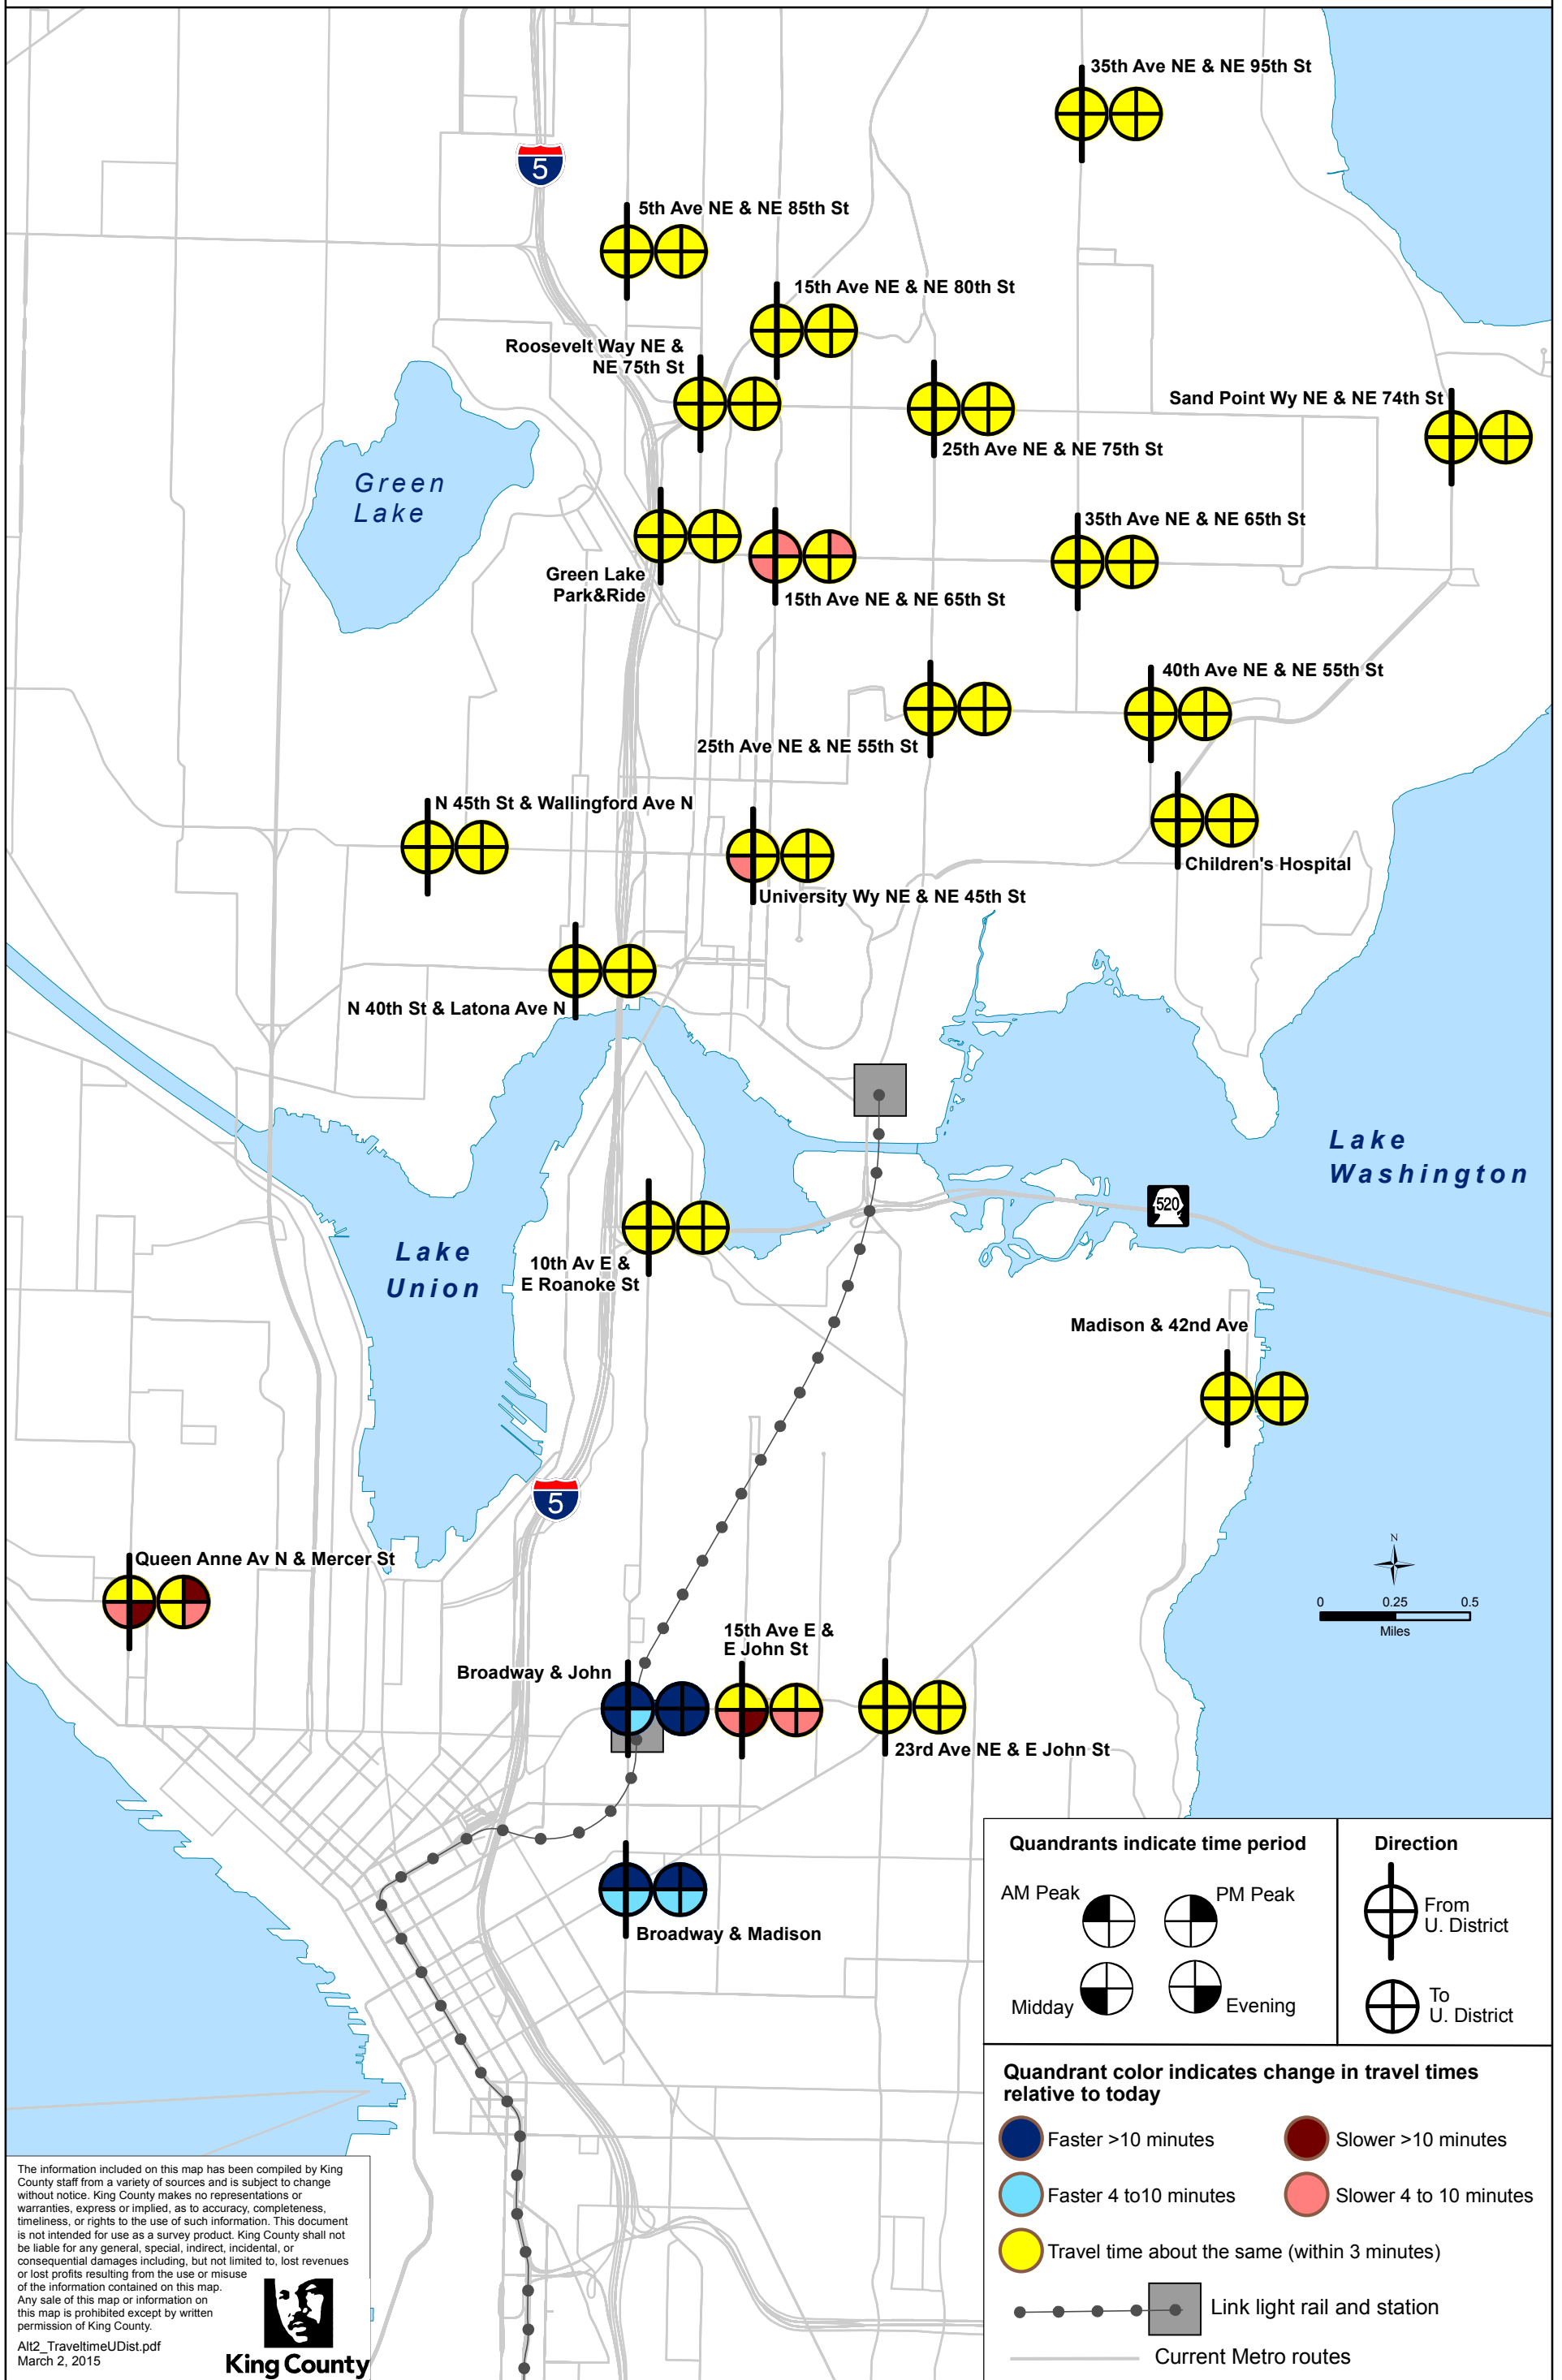 35th Ave NE & NE 95th St
5
5th Ave NE & NE 85th St
15th Ave NE & NE 80th St
Roosevelt Way NE &
NE 75th St
Sand Point Wy NE & NE 74th St
25th Ave NE & NE 75th St
Green
Lake
35th Ave NE & NE 65th St
Green Lake
Park&Ride
15th Ave NE & NE 65th St
40th Ave NE & NE 55th St
25th Ave NE & NE 55th St
N 45th St & Wallingford Ave N
Children's Hospital
University Wy NE & NE 45th St
N 40th St & Latona Ave N
Lake
Washington
520
Lake
Union
10th Av E &
E Roanoke St
Madison & 42nd Ave
5
Queen Anne Av N & Mercer St
N
0 0.25 0.5
Miles
15th Ave E &
E John St
Broadway & John
23rd Ave NE & E John St
Broadway & Madison
Quandrants indicate time period
AM Peak
PM Peak
Midday
Evening
Direction
From
U. District
To
U. District
Quandrant color indicates change in travel times
relative to today
Faster >10 minutes
Slower >10 minutes
Faster 4 to10 minutes
Slower 4 to 10 minutes
Travel time about the same (within 3 minutes)
Link light rail and station
Current Metro routes
The information included on this map has been compiled by King
County staff from a variety of sources and is subject to change
without notice. King County makes no representations or
warranties, express or implied, as to accuracy, completeness,
timeliness, or rights to the use of such information. This document
is not intended for use as a survey product. King County shall not
be liable for any general, special, indirect, incidental, or
consequential damages including, but not limited to, lost revenues
or lost profits resulting from the use or misuse
of the information contained on this map.
Any sale of this map or information on
this map is prohibited except by written
permission of King County.
Alt2_TraveltimeUDist.pdf
March 2, 2015
King County